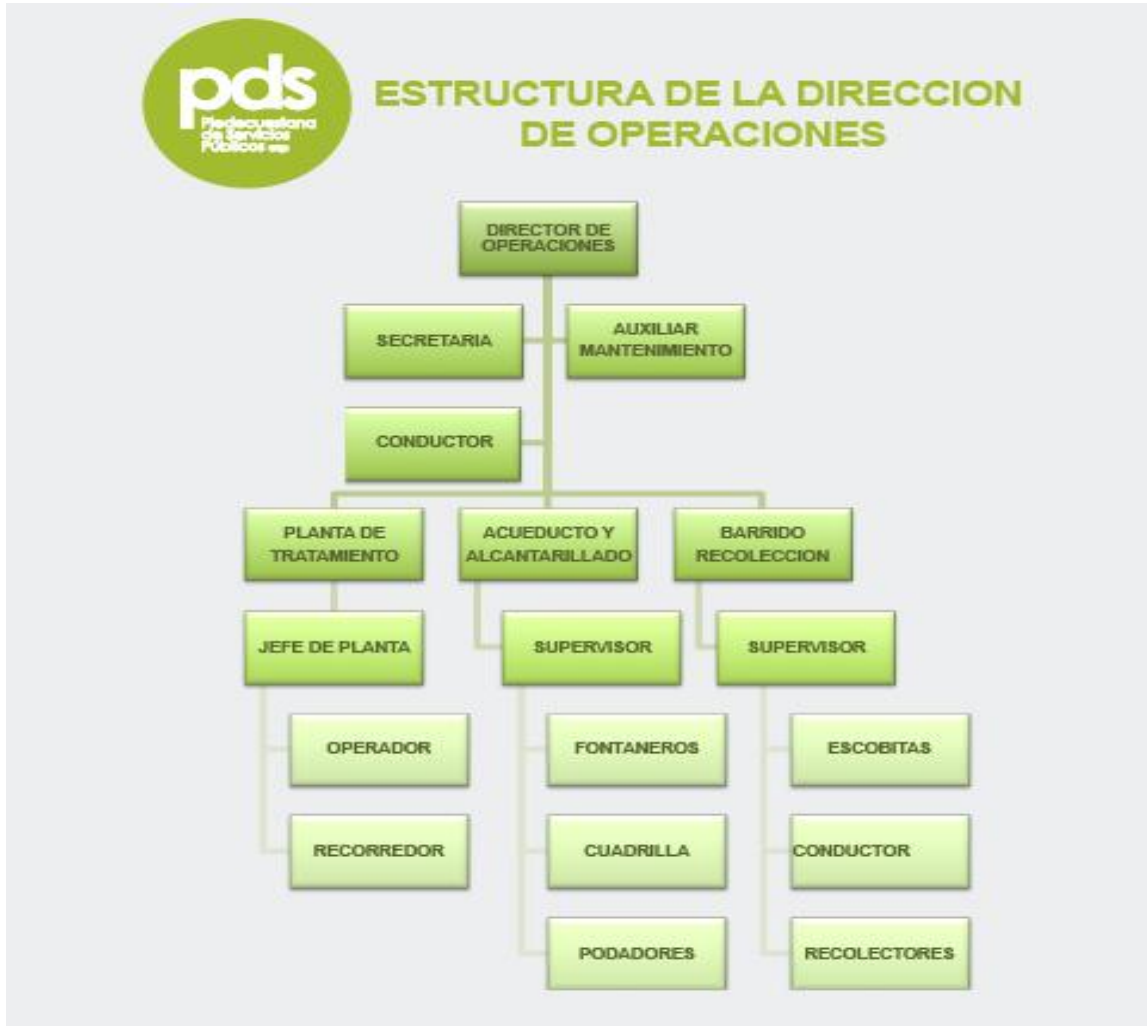 pds
Piedecuestana
de Servicios
Públicos esp
ESTRUCTURA DE LA DIRECCION
DE OPERACIONES
DIRECTOR DE
OPERACIONES
SECRETARIA
AUXILIAR
MANTENIMIENTO
CONDUCTOR
PLANTA DE
TRATAMIENTO
ACUEDUCTO Y
ALCANTARILLADO
BARRIDO
RECOLECCION
JEFE DE PLANTA
SUPERVISOR
SUPERVISOR
OPERADOR
FONTANEROS
ESCOBITAS
RECORREDOR
CUADRILLA
CONDUCTOR
PODADORES
RECOLECTORES